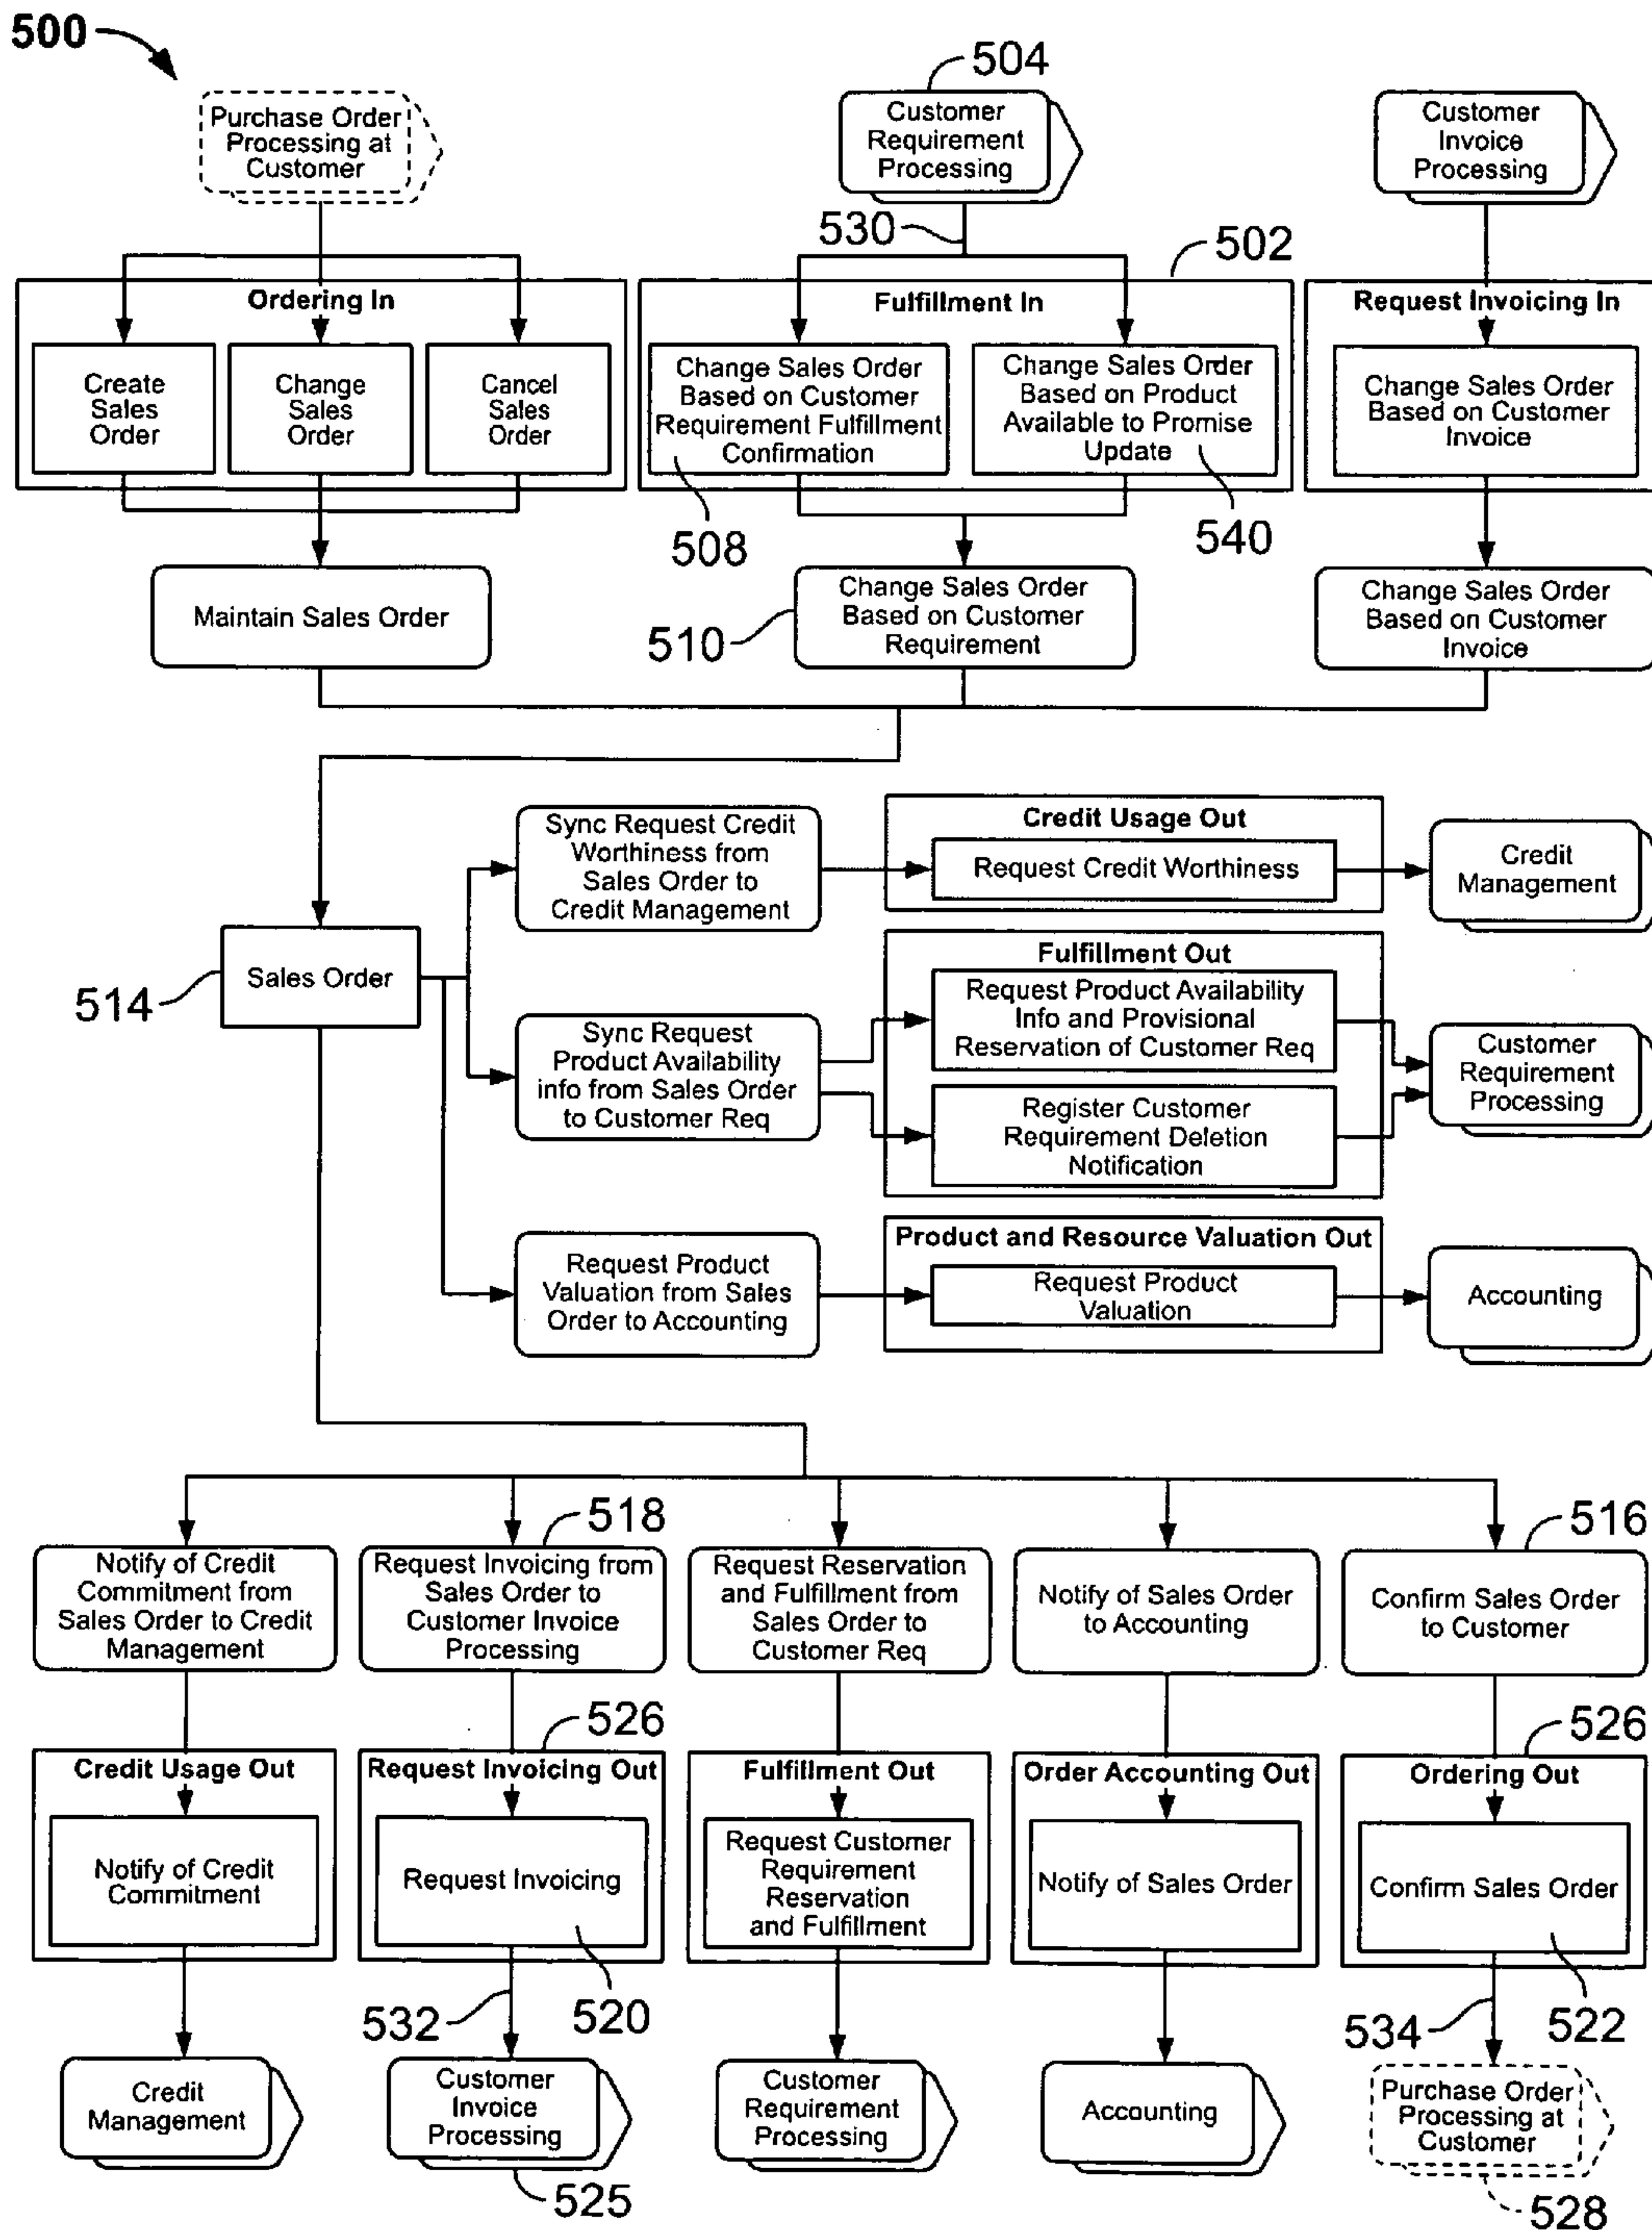 500
504
Purchase Order
Processing at
Customer
Customer
Requirement
Processing
Customer
Invoice
Processing
530
502
Ordering In
Create
Sales
Order
Change
Sales
Order
Cancel
Sales
Order
Fulfillment In
Change Sales Order
Based on Customer
Requirement Fulfillment
Confirmation
Change Sales Order
Based on Product
Available to Promise
Update
Request Invoicing In
Change Sales Order
Based on Customer
Invoice
508
540
Maintain Sales Order
510
Change Sales Order
Based on Customer
Requirement
Change Sales Order
Based on Customer
Invoice
514
Sales Order
Sync Request Credit
Worthiness from
Sales Order to
Credit Management
Credit Usage Out
Request Credit Worthiness
Credit
Management
Sync Request
Product Availability
info from Sales Order
to Customer Req
Fulfillment Out
Request Product Availability
Info and Provisional
Reservation of Customer Req
Register Customer
Requirement Deletion
Notification
Customer
Requirement
Processing
Request Product
Valuation from Sales
Order to Accounting
Product and Resource Valuation Out
Request Product
Valuation
Accounting
518
516
Notify of Credit
Commitment from
Sales Order to Credit
Management
Request Invoicing from
Sales Order to
Customer Invoice
Processing
Request Reservation
and Fulfillment from
Sales Order to
Customer Req
Notify of Sales Order
to Accounting
Confirm Sales Order
to Customer
526
526
Credit Usage Out
Notify of Credit
Commitment
Request Invoicing Out
Request Invoicing
Fulfillment Out
Request Customer
Requirement
Reservation
and Fulfillment
Order Accounting Out
Notify of Sales Order
Ordering Out
Confirm Sales Order
532
520
534
522
Credit
Management
Customer
Invoice
Processing
Customer
Requirement
Processing
Accounting
Purchase Order
Processing at
Customer
525
528